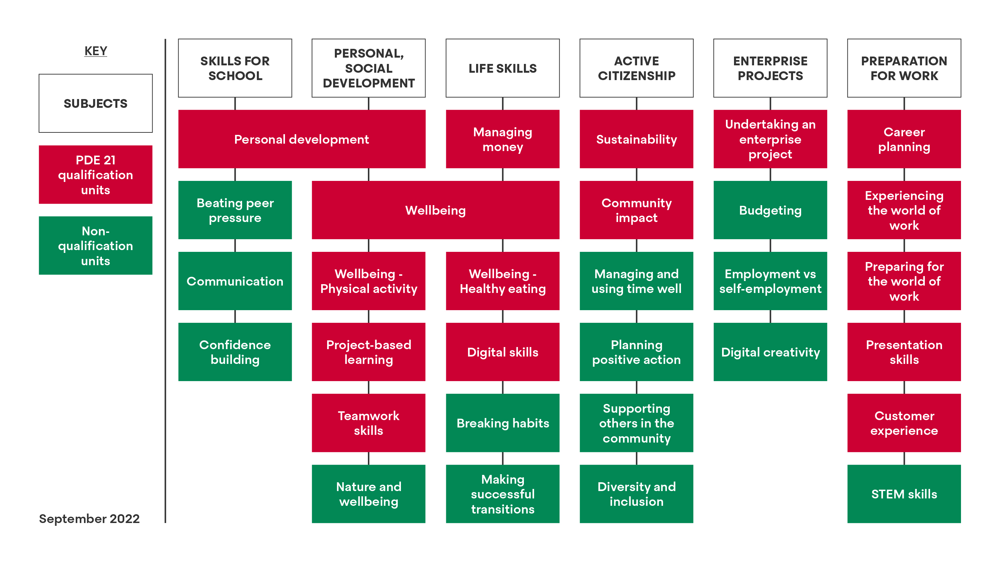 KEY
SUBJECTS
PDE 21
qualification
units
Non-
qualification
units
September 2022
SKILLS FOR
SCHOOL
PERSONAL,
SOCIAL
DEVELOPMENT
LIFE SKILLS
ACTIVE
CITIZENSHIP
ENTERPRISE
PROJECTS
PREPARATION
FOR WORK
Personal development
Managing
money
Sustainability
Undertaking an
enterprise
project
Career
planning
Beating peer
pressure
Wellbeing
Community
impact
Budgeting
Experiencing
the world of
work
Communication
Wellbeing -
Physical activity
Wellbeing -
Healthy eating
Managing and
using time well
Employment vs
self-employment
Preparing for
the world of
work
Confidence
building
Project-based
learning
Digital skills
Planning
positive action
Digital creativity
Presentation
skills
Teamwork
skills
Breaking habits
Supporting
others in the
community
Customer
experience
Nature and
wellbeing
Making
successful
transitions
Diversity and
inclusion
STEM skills